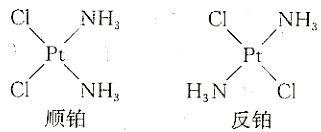 Cl NH₃ Cl NH₃
Pt Pt
Cl NH₃ H₃N Cl
顺铂 反铂